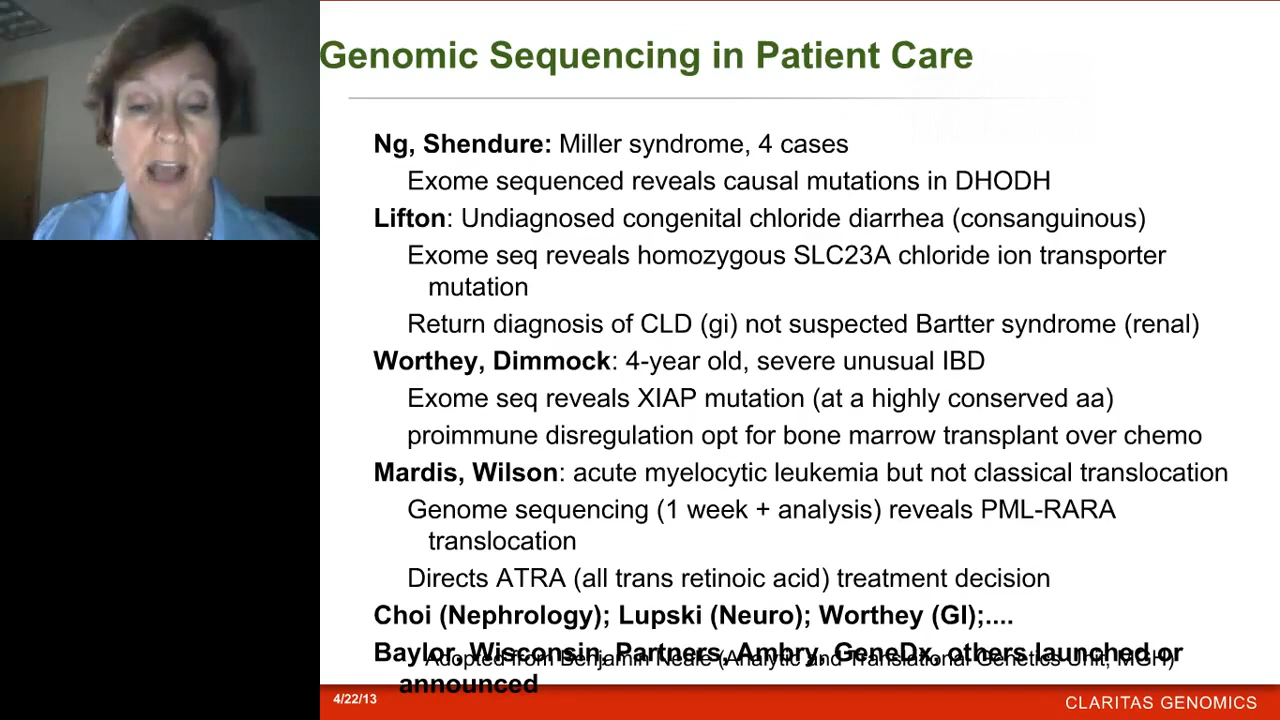 Genomic Sequencing in Patient Care
Ng, Shendure: Miller syndrome, 4 cases
Exome sequenced reveals causal mutations in DHODH
Lifton: Undiagnosed congenital chloride diarrhea (consanguinous)
Exome seq reveals homozygous SLC23A chloride ion transporter
mutation
Return diagnosis of CLD (gi) not suspected Bartter syndrome (renal)
Worthey, Dimmock: 4-year old, severe unusual IBD
Exome seq reveals XIAP mutation (at a highly conserved aa)
proimmune disregulation opt for bone marrow transplant over chemo
Mardis, Wilson: acute myelocytic leukemia but not classical translocation
Genome sequencing (1 week + analysis) reveals PML-RARA
translocation
Directs ATRA (all trans retinoic acid) treatment decision
Choi (Nephrology); Lupski (Neuro); Worthey (GI);....
Baylor, Wisconsin, Partners, Ambry, GeneDx, others launched or
announced
Adopted from Benjamin Neale (Analytic and Translational Genetics Unit, MGH)
4/22/13
CLARITAS GENOMICS